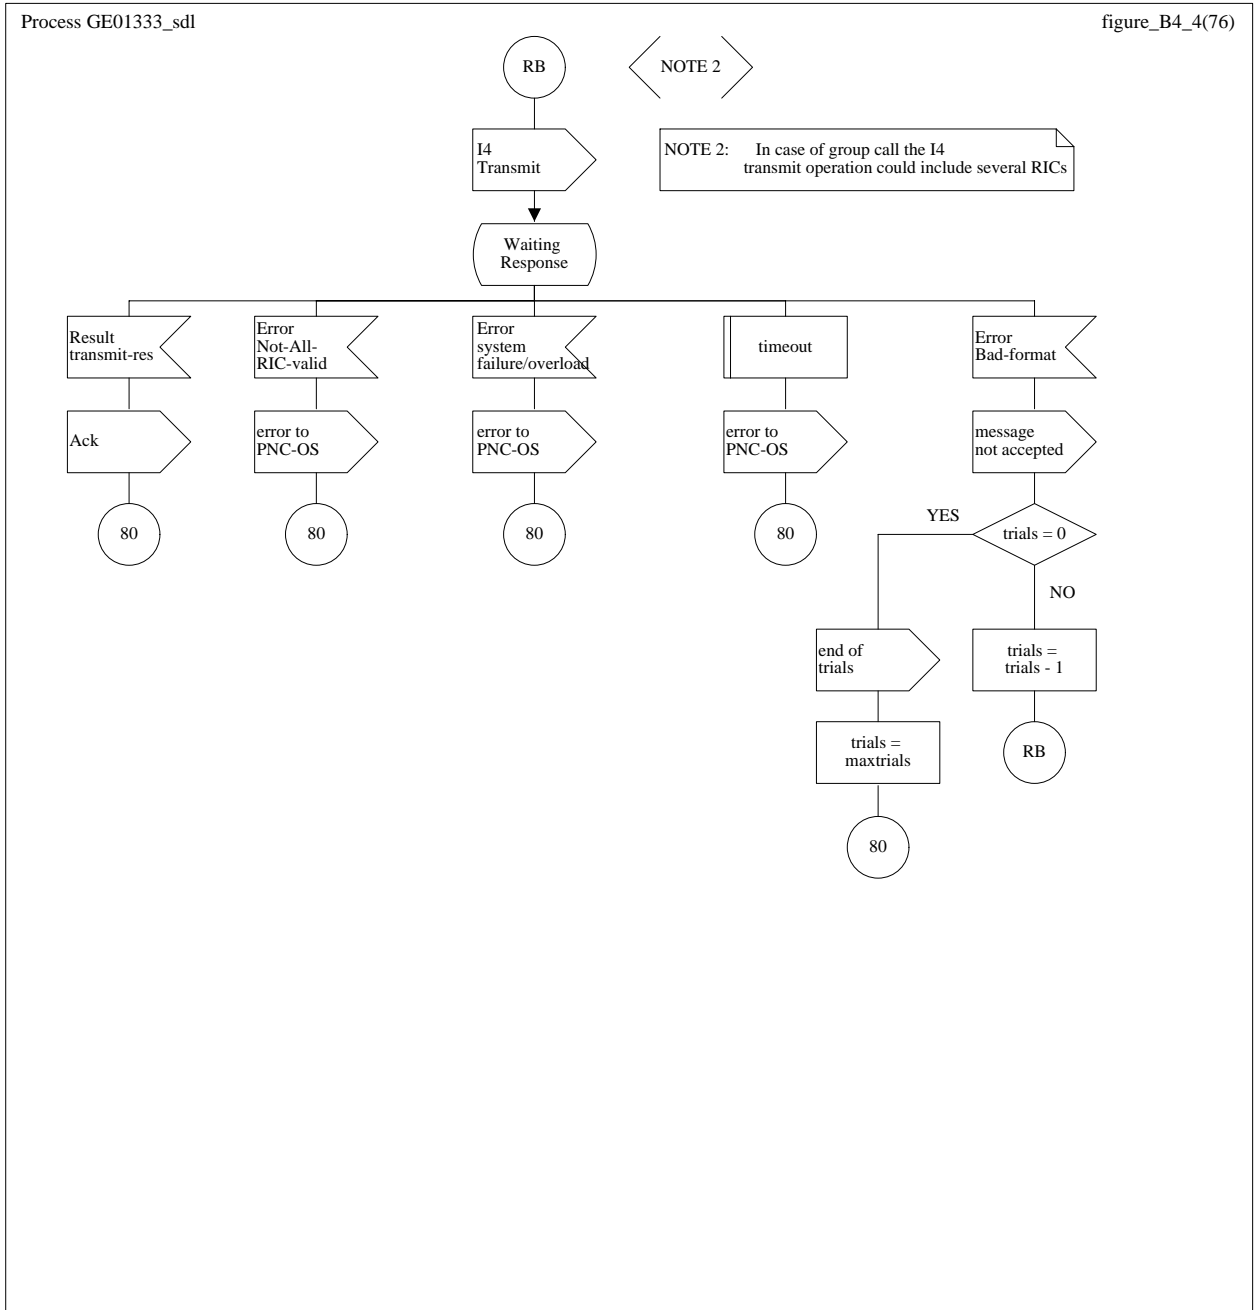 Process GE01333_sdl
figure_B4_4(76)
RB
NOTE 2
I4
Transmit
NOTE 2: In case of group call the I4
transmit operation could include several RICs
Waiting
Response
Result
transmit-res
Error
Not-All-
RIC-valid
Error
system
failure/overload
timeout
Error
Bad-format
Ack
error to
PNC-OS
error to
PNC-OS
error to
PNC-OS
message
not accepted
80
80
80
80
YES
trials = 0
NO
end of
trials
trials =
trials - 1
trials =
maxtrials
RB
80